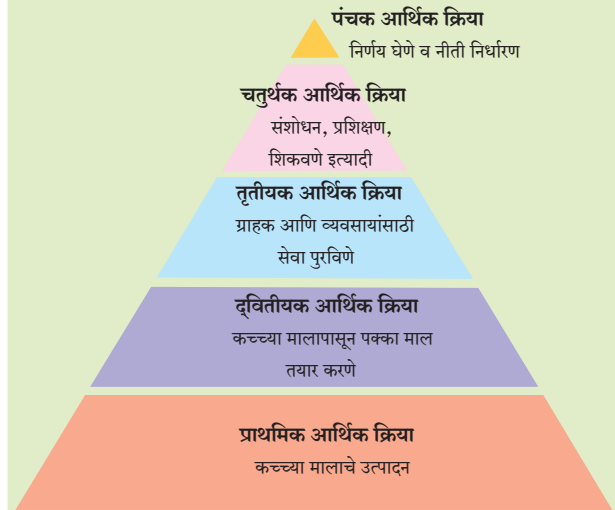 पंचक आर्थिक क्रिया
निर्णय घेणे व नीती निर्धारण
चतुर्थक आर्थिक क्रिया
संशोधन, प्रशिक्षण,
शिकवणे इत्यादी
तृतीयक आर्थिक क्रिया
ग्राहक आणि व्यवसायांसाठी
सेवा पुरविणे
द्‌वितीयक आर्थिक क्रिया
कच्च्या मालापासून पक्का माल
तयार करणे
प्राथमिक आर्थिक क्रिया
कच्च्या मालाचे उत्पादन